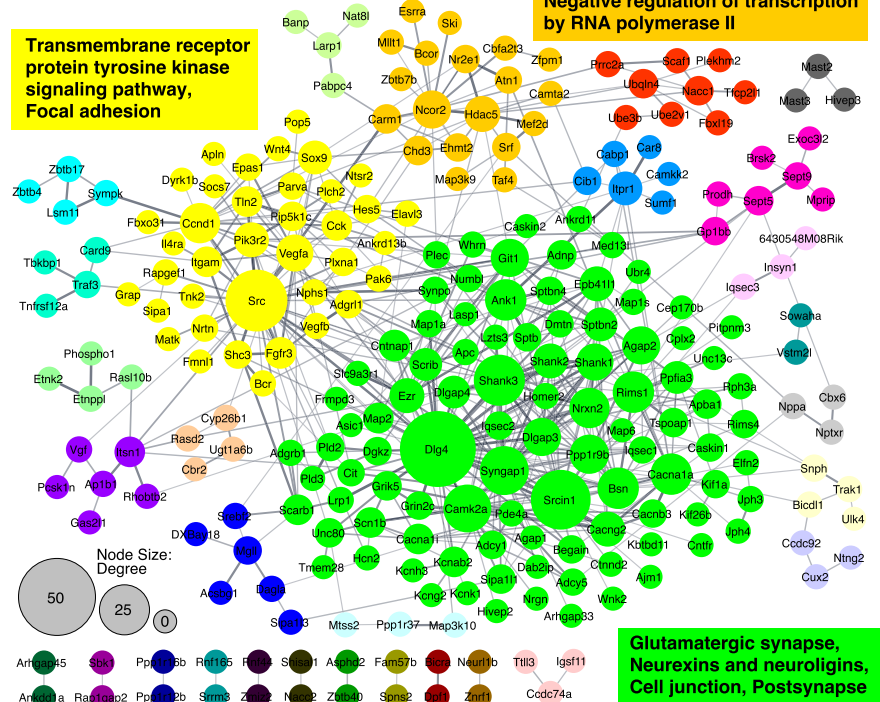 Negative regulation of transcription
by RNA polymerase II
Transmembrane receptor
protein tyrosine kinase
signaling pathway,
Focal adhesion
Banp
Nat8l
Larp1
Pabpc4
Esrra
Ski
Mllt1
Bcor
Nr2e1
Cbfa2t3
Zfpm1
Zbtb7b
Atn1
Camta2
Carm1
Ncor2
Hdac5
Mef2d
Chd3
Ehmt2
Srf
Map3k9
Taf4
Prrc2a
Scaf1
Plekhm2
Ubqln4
Nacc1
Tfcp2l1
Ube3b
Ube2v1
Fbxl19
Mast2
Mast3
Hivep3
Cabp1
Car8
Cib1
Itpr1
Camkk2
Sumf1
Exoc3l2
Brsk2
Sept9
Prodh
Sept5
Mprip
Gp1bb
6430548M08Rik
Insyn1
Iqsec3
Sowaha
Vstm2l
Zbtb17
Zbtb4
Sympk
Lsm11
Card9
Tbkbp1
Traf3
Tnfrsf12a
Pop5
Apln
Wnt4
Sox9
Epas1
Dyrk1b
Socs7
Parva
Plch2
Ntsr2
Tln2
Hes5
Elavl3
Fbxo31
Ccnd1
Pip5k1c
Cck
Il4ra
Pik3r2
Vegfa
Ankrd13b
Itgam
Plxna1
Rapgef1
Pak6
Grap
Tnk2
Src
Nphs1
Adgrl1
Sipa1
Nrtn
Vegfb
Matk
Fmnl1
Shc3
Fgfr3
Bcr
Phospho1
Etnk2
Rasl10b
Etnppl
Cyp26b1
Rasd2
Ugt1a6b
Cbr2
Vgf
Itsn1
Pcsk1n
Ap1b1
Rhobtb2
Gas2l1
Caskin2
Ankrd11
Plec
Whrn
Git1
Adnp
Med13l
Numbl
Ubr4
Synpo
Ank1
Sptbn4
Epb41l1
Map1s
Cep170b
Map1a
Lasp1
Dmtn
Sptbn2
Pitpnm3
Cntnap1
Lzts3
Sptb
Agap2
Cplx2
Apc
Scrib
Shank2
Shank1
Unc13c
Slc9a3r1
Shank3
Ppfia3
Rph3a
Frmpd3
Ezr
Dlgap4
Homer2
Rims1
Apba1
Nrxn2
Asic1
Map2
Iqsec2
Map6
Tspoap1
Rims4
Adgrb1
Pld2
Dgkz
Dlg4
Dlgap3
Iqsec1
Caskin1
Ppp1r9b
Elfn2
Pld3
Cit
Syngap1
Cacna1a
Kif1a
Grik5
Bsn
Jph3
Scarb1
Lrp1
Grin2c
Srcin1
Cacnb3
Kif26b
Camk2a
Pde4a
Unc80
Scn1b
Cacng2
Jph4
Cacna1i
Agap1
Kbtbd11
Cntfr
Adcy1
Begain
Tmem28
Hcn2
Kcnh3
Kcnab2
Dab2ip
Ctnnd2
Sipa1l1
Adcy5
Ajm1
Kcng2
Kcnk1
Nrgn
Wnk2
Hivep2
Arhgap33
Nppa
Cbx6
Nptxr
Snph
Trak1
Bicdl1
Ulk4
Ccdc92
Ntng2
Cux2
Srebf2
Mgll
Acsbg1
Dagla
Sipa1l3
Mtss2
Ppp1r37
Map3k10
Node Size:
Degree
50
25
0
Arhgap45
Sbk1
Ppp1r16b
Rnf165
Shisal1
Asphd2
Fam57b
Bicra
Neurl1b
Ttll3
Igsf11
Ankdd1a
Rap1gap2
Ppp1r12b
Srrm3
Zmiz2
Nacc2
Zbtb40
Spns2
Dpf1
Znrf1
Ccdc74a
Glutamatergic synapse,
Neurexins and neuroligins,
Cell junction, Postsynapse